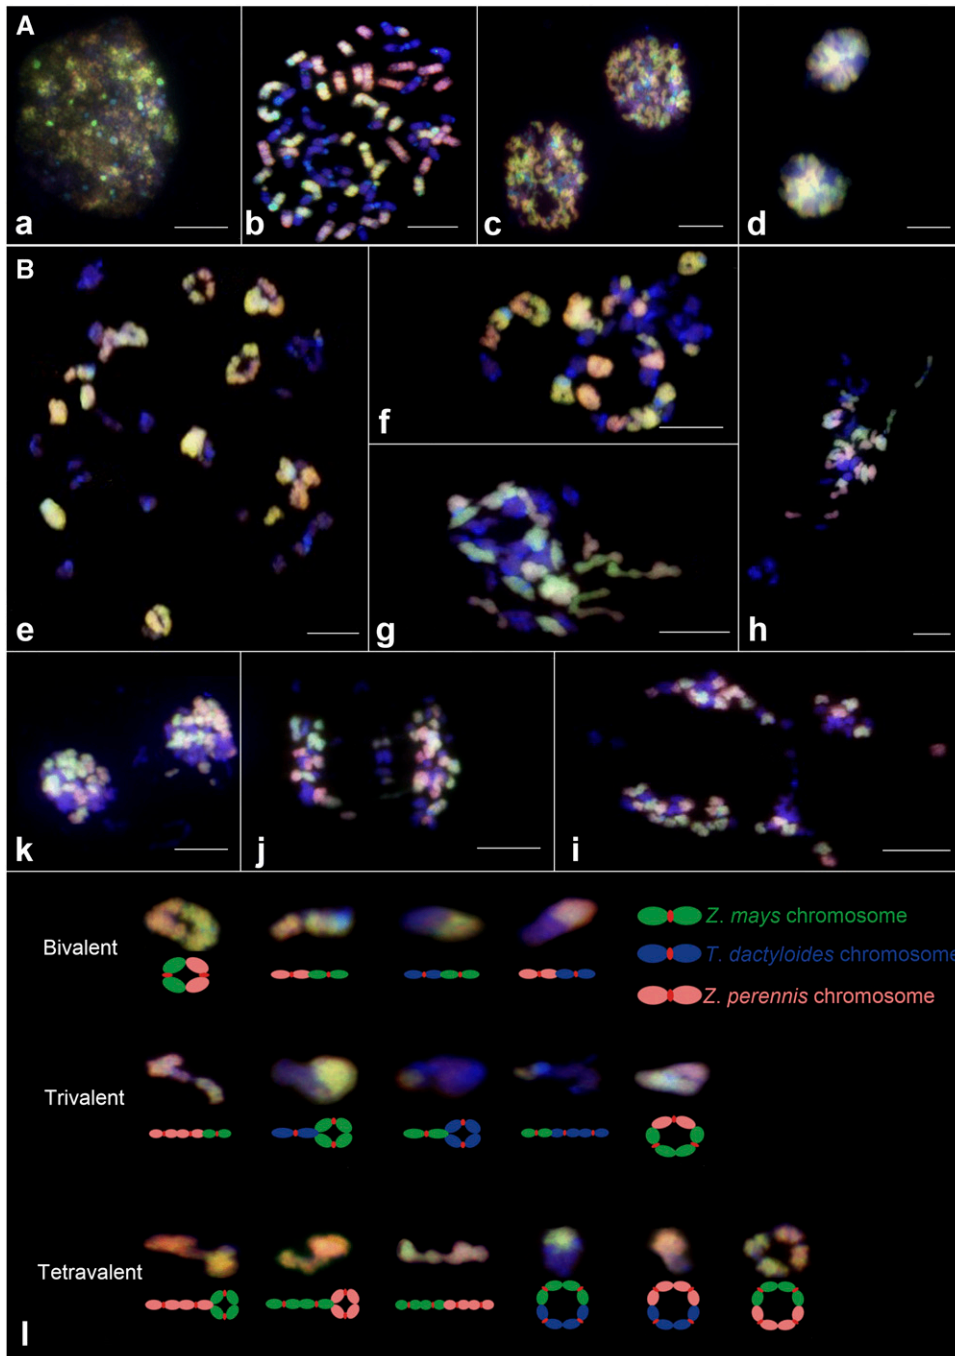 A
a
b
c
d
B
e
f
g
h
k
j
i
Bivalent
Z. mays chromosome
T. dactyloides chromosome
Z. perennis chromosome
Trivalent
Tetravalent
l